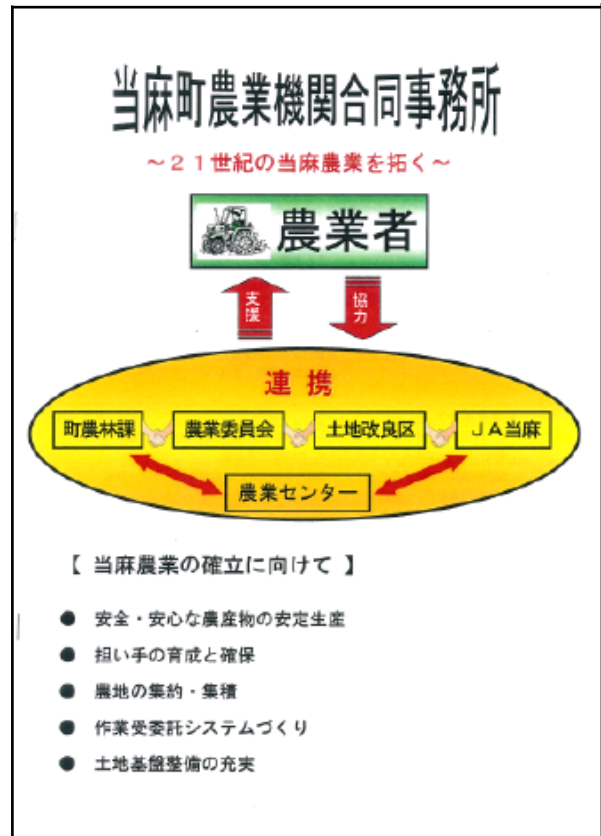 当麻町農業機関合同事務所
～２１世紀の当麻農業を拓く～
農業者
支援
協力
連携
町農林課
農業委員会
土地改良区
ＪＡ当麻
農業センター
【 当麻農業の確立に向けて 】
● 安全・安心な農産物の安定生産
● 担い手の育成と確保
●農地の集約・集積
● 作業受委託システムづくり
● 土地基盤整備の充実